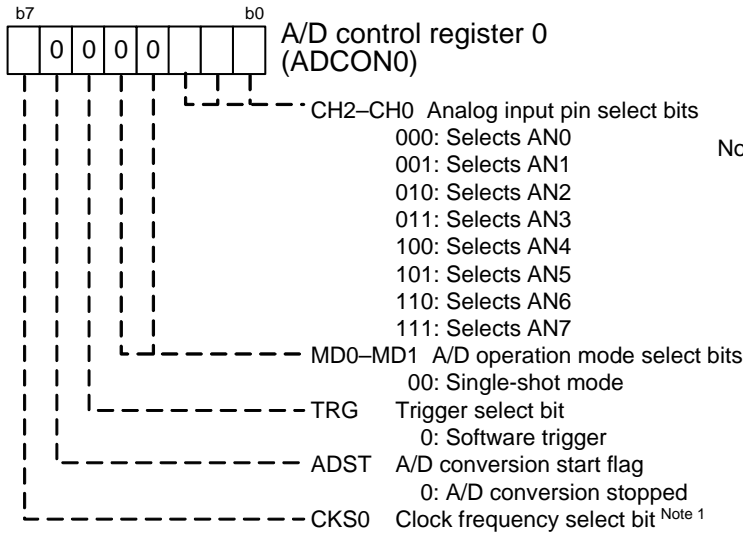 b7 b0
0 0 0 0
A/D control register 0
(ADCON0)
CH2–CH0 Analog input pin select bits
000: Selects AN0
001: Selects AN1
010: Selects AN2
011: Selects AN3
100: Selects AN4
101: Selects AN5
110: Selects AN6
111: Selects AN7
MD0–MD1 A/D operation mode select bits
00: Single-shot mode
TRG Trigger select bit
0: Software trigger
ADST A/D conversion start flag
0: A/D conversion stopped
CKS0 Clock frequency select bit Note 1